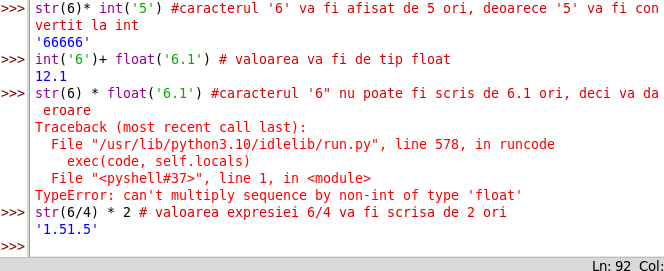 >>> str(6)* int('5') #caracterul '6' va fi afisat de 5 ori, deoarece '5' va fi con
vertit la int
'66666'
>>> int('6')+ float('6.1') # valoarea va fi de tip float
12.1
>>> str(6) * float('6.1') #caracterul '6" nu poate fi scris de 6.1 ori, deci va da
 eroare
Traceback (most recent call last):
  File "/usr/lib/python3.10/idlelib/run.py", line 578, in runcode
    exec(code, self.locals)
  File "<pyshell#37>", line 1, in <module>
TypeError: can't multiply sequence by non-int of type 'float'
>>> str(6/4) * 2 # valoarea expresiei 6/4 va fi scrisa de 2 ori
'1.51.5'
>>>
Ln: 92 Col: